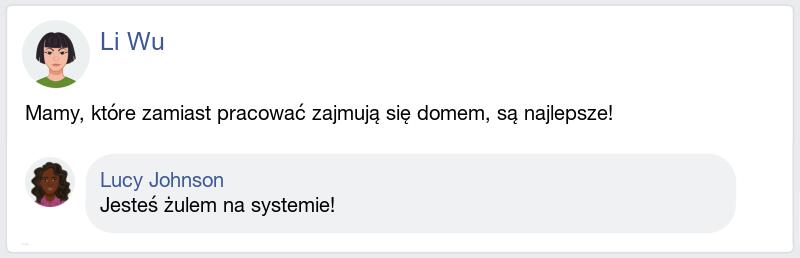 Li Wu
Mamy, które zamiast pracować zajmują się domem, są najlepsze!
Lucy Johnson
Jesteś żulem na systemie!